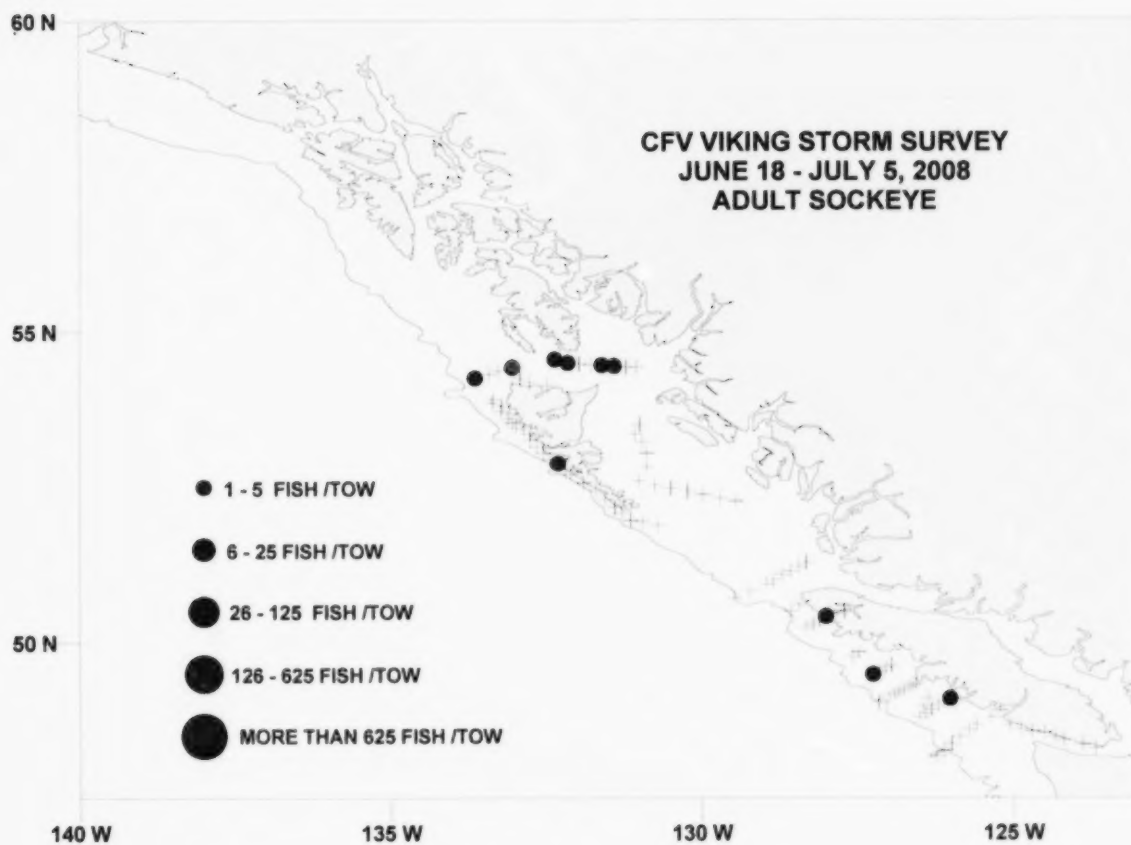 60 N
CFV VIKING STORM SURVEY
JUNE 18 - JULY 5, 2008
ADULT SOCKEYE
55 N
1 - 5 FISH /TOW
6 - 25 FISH /TOW
26 - 125 FISH /TOW
50 N
126 - 625 FISH /TOW
MORE THAN 625 FISH /TOW
140 W
135 W
130 W
125 W